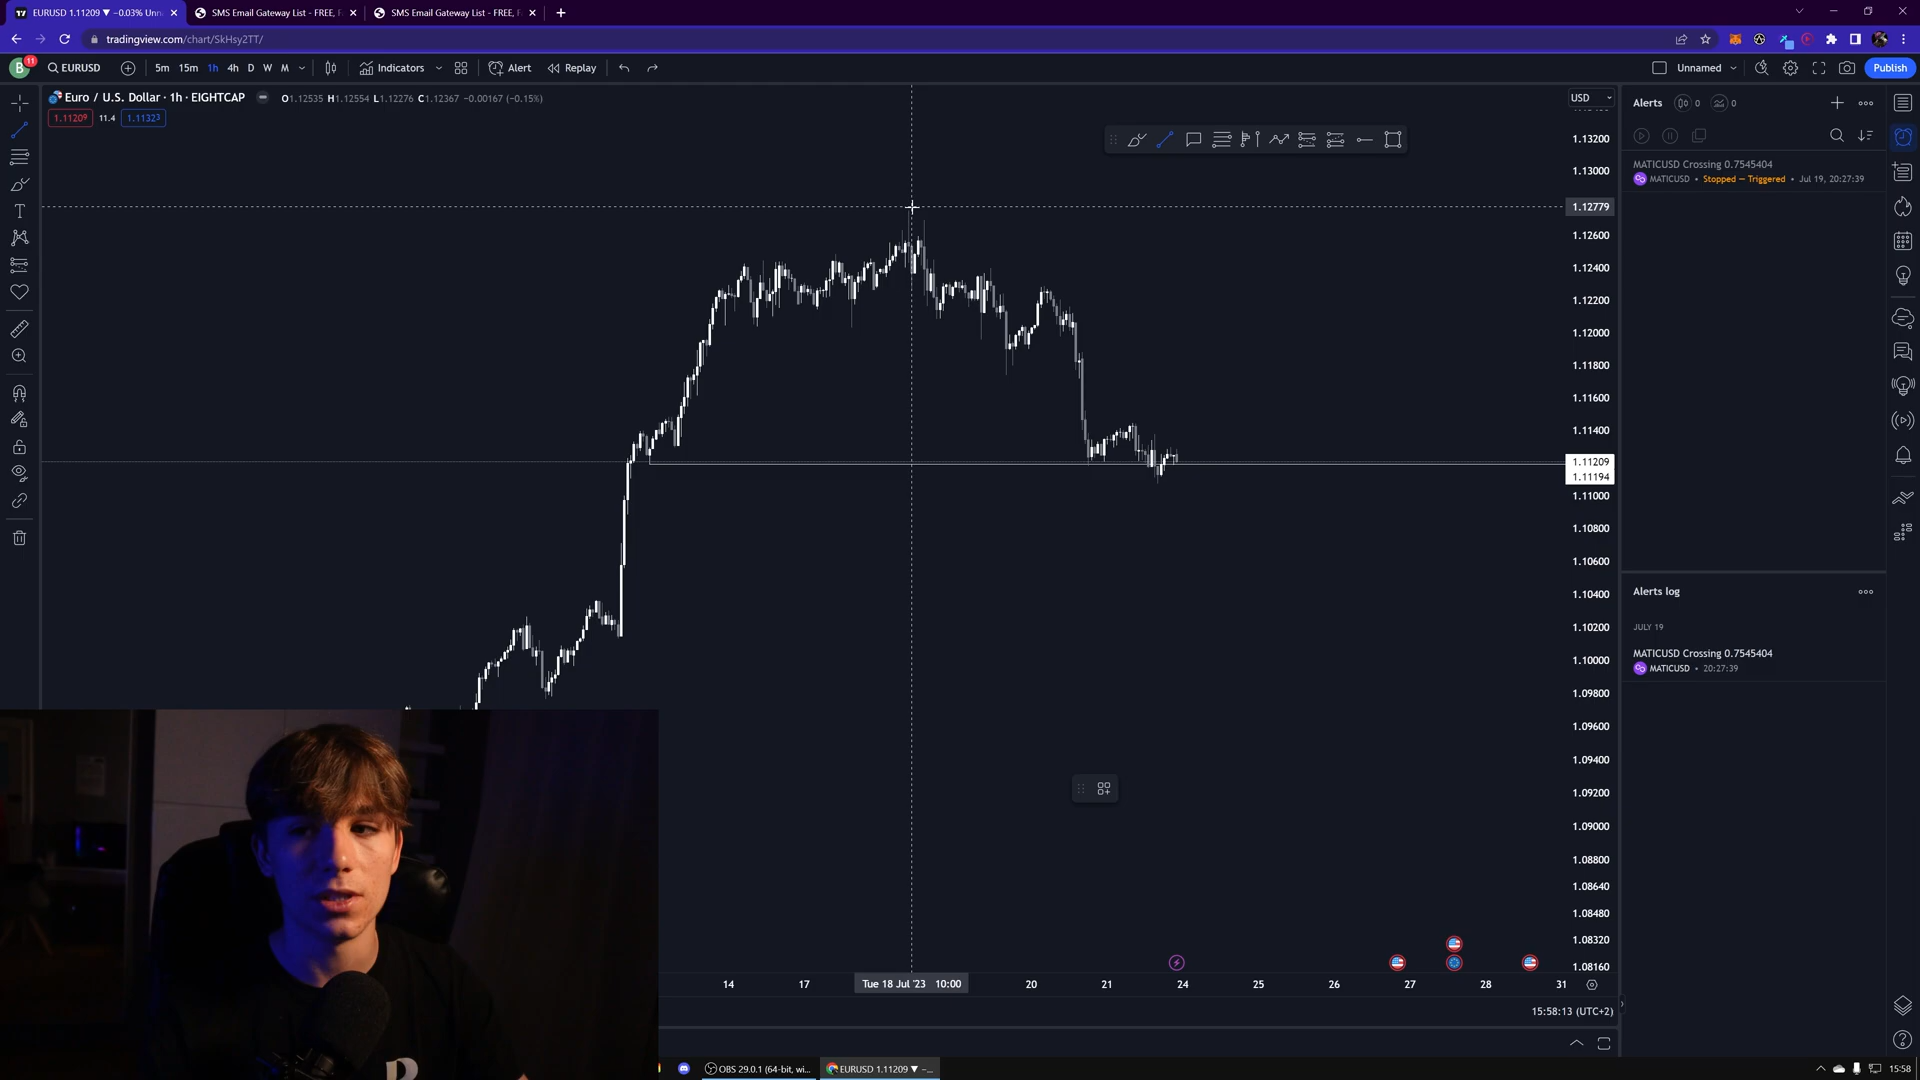 EURUSD 1.11209 ▼ −0.03% Unn
SMS Email Gateway List - FREE, F
SMS Email Gateway List - FREE, F
tradingview.com/chart/SkHsy2TT/
B
11
EURUSD
5m 15m 1h 4h D W M
Indicators
Alert
Replay
Unnamed
Publish
Euro / U.S. Dollar · 1h · EIGHTCAP
O1.12535 H1.12554 L1.12276 C1.12367 −0.00167 (−0.15%)
1.11209 11.4 1.11323
USD
1.13200
1.13000
1.12779
1.12600
1.12400
1.12200
1.12000
1.11800
1.11600
1.11400
1.11209
1.11194
1.11000
1.10800
1.10600
1.10400
1.10200
1.10000
1.09800
1.09600
1.09400
1.09200
1.09000
1.08800
1.08640
1.08480
1.08320
1.08160
Alerts 0 0
MATICUSD Crossing 0.7545404
MATICUSD • Stopped — Triggered • Jul 19, 20:27:39
Alerts log
JULY 19
MATICUSD Crossing 0.7545404
MATICUSD • 20:27:39
14 17 Tue 18 Jul '23 10:00 20 21 24 25 26 27 28 31
15:58:13 (UTC+2)
OBS 29.0.1 (64-bit, wi...
EURUSD 1.11209 ▼ −...
15:58